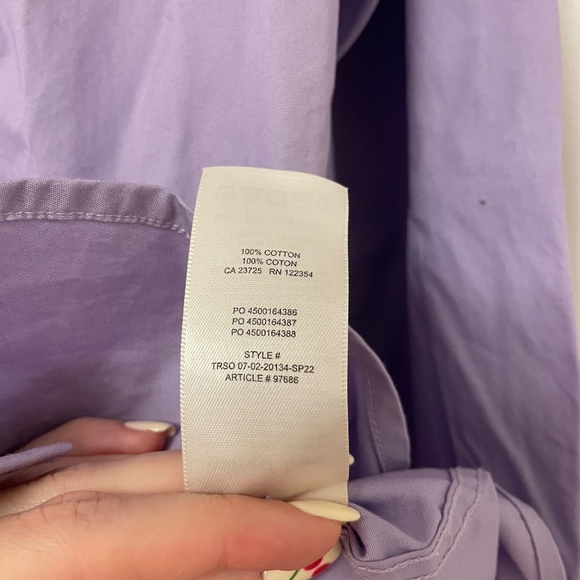 100% COTTON
100% COTON
CA 23725 RN 122354
PO 4500164386
PO 4500164387
PO 4500164388
STYLE #
TRSO 07-02-20134-SP22
ARTICLE # 97686